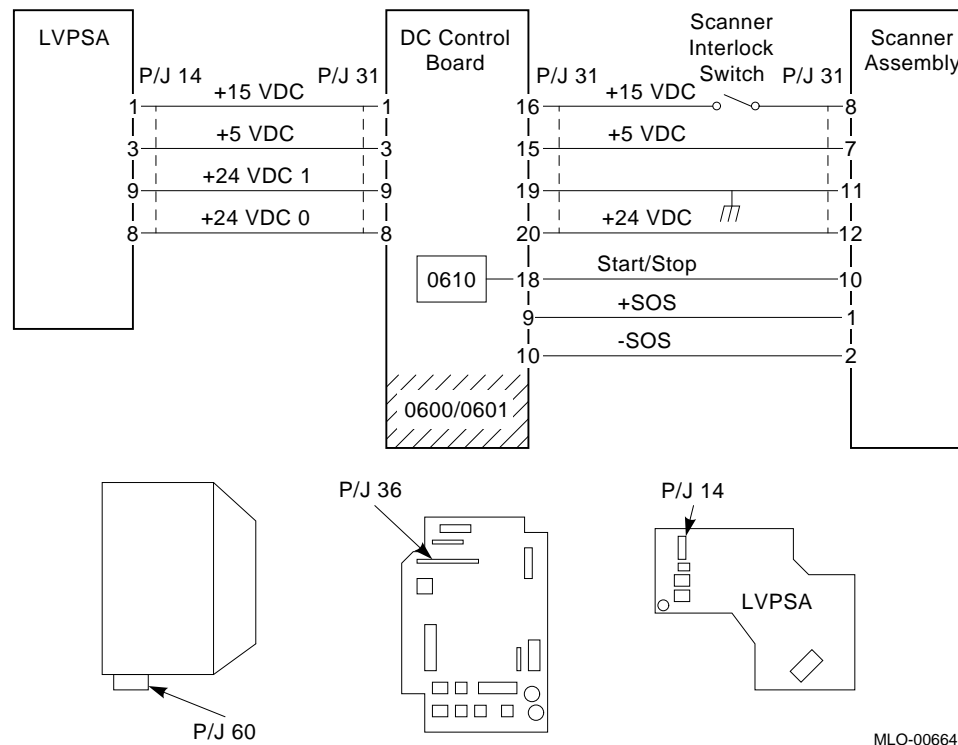 LVPSA
DC Control
Board
Scanner
Interlock
Switch
Scanner
Assembly
P/J 14
P/J 31
P/J 31
P/J 31
1
+15 VDC
1
16
+15 VDC
8
3
+5 VDC
3
15
+5 VDC
7
9
+24 VDC 1
9
19
11
8
+24 VDC 0
8
20
+24 VDC
12
0610
18
Start/Stop
10
9
+SOS
1
10
-SOS
2
0600/0601
P/J 36
P/J 14
LVPSA
P/J 60
MLO-00664